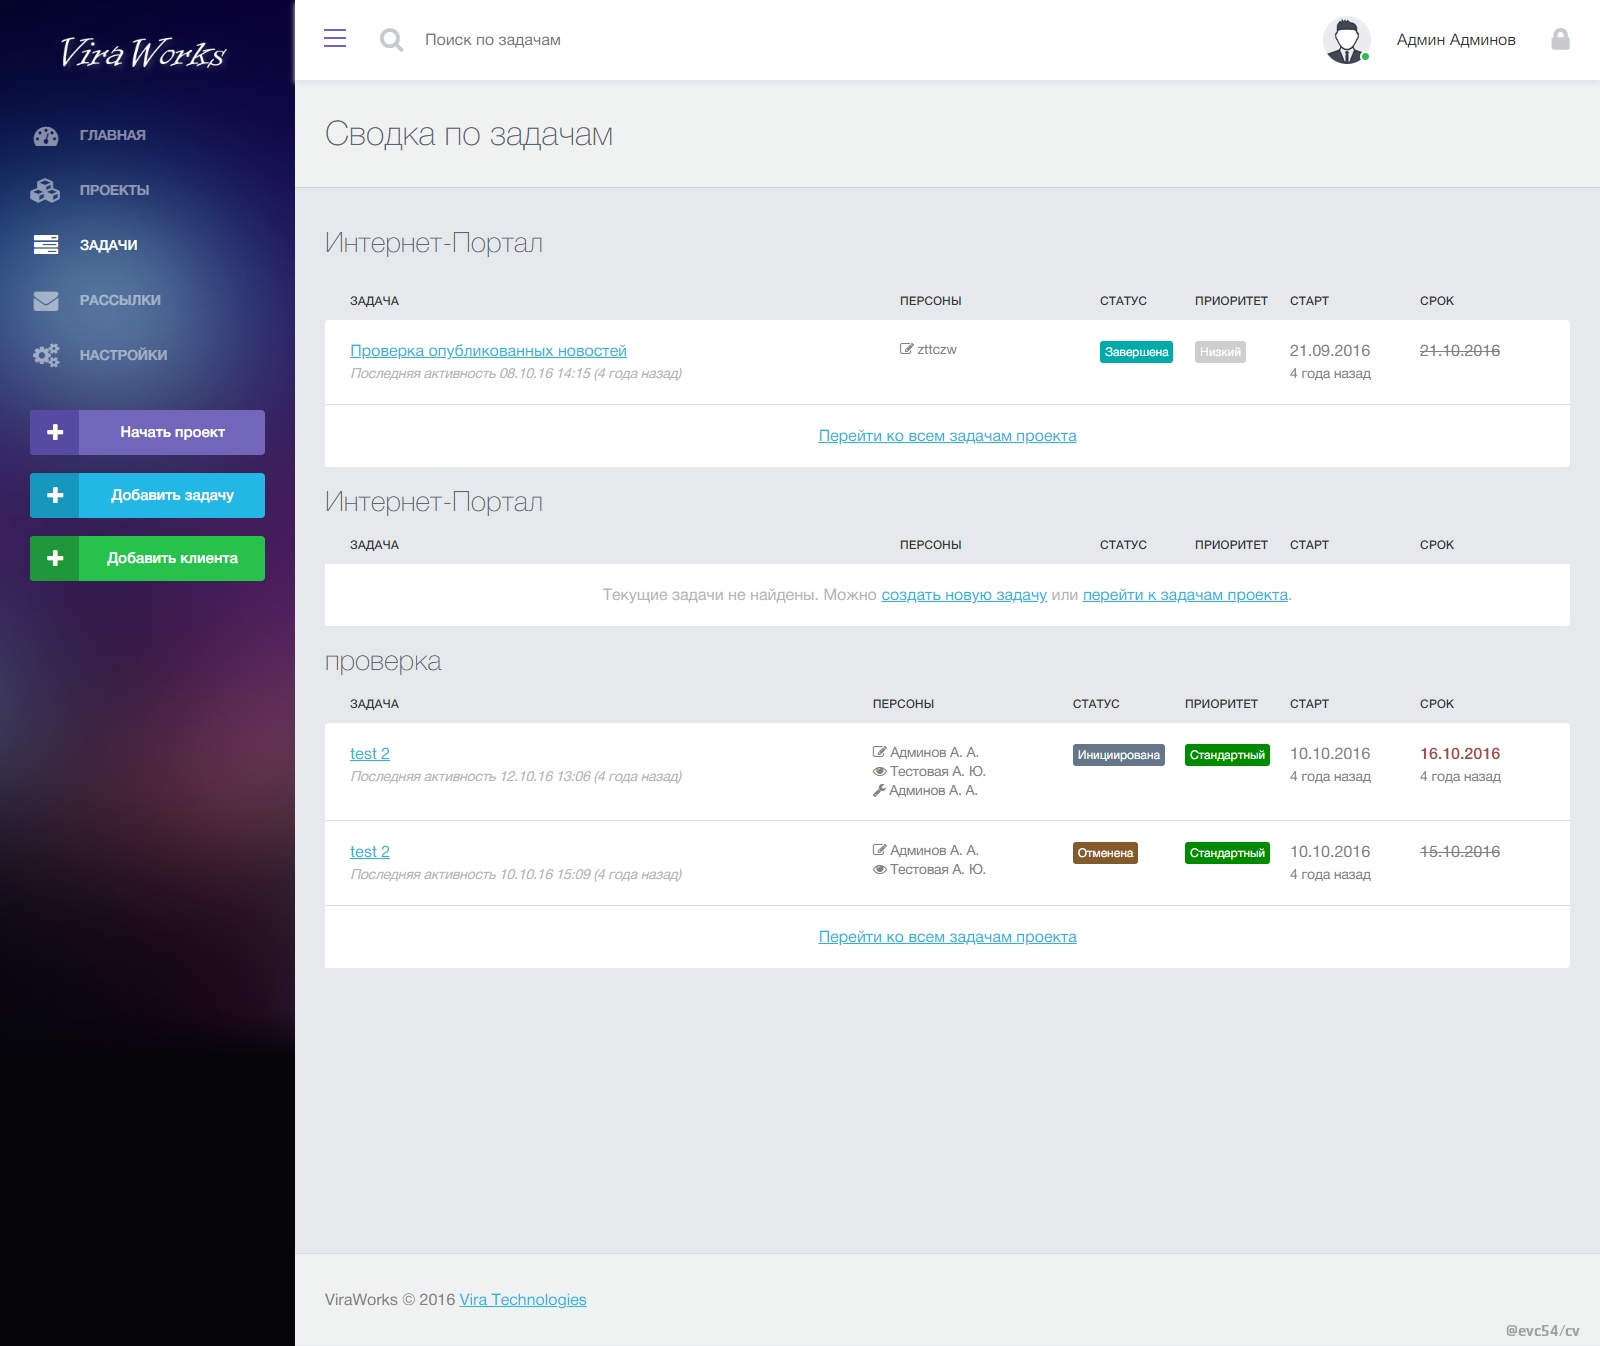 Vira Works
Поиск по задачам
Админ Админов
ГЛАВНАЯ
ПРОЕКТЫ
ЗАДАЧИ
РАССЫЛКИ
НАСТРОЙКИ
Начать проект
Добавить задачу
Добавить клиента
Сводка по задачам
Интернет-Портал
ЗАДАЧА ПЕРСОНЫ СТАТУС ПРИОРИТЕТ СТАРТ СРОК
Проверка опубликованных новостей zttczw Завершена Низкий 21.09.2016 21.10.2016
Последняя активность 08.10.16 14:15 (4 года назад) 4 года назад
Перейти ко всем задачам проекта
Интернет-Портал
ЗАДАЧА ПЕРСОНЫ СТАТУС ПРИОРИТЕТ СТАРТ СРОК
Текущие задачи не найдены. Можно создать новую задачу или перейти к задачам проекта.
проверка
ЗАДАЧА ПЕРСОНЫ СТАТУС ПРИОРИТЕТ СТАРТ СРОК
test 2 Админов А. А. Инициирована Стандартный 10.10.2016 16.10.2016
Последняя активность 12.10.16 13:06 (4 года назад) Тестовая А. Ю. 4 года назад 4 года назад
Админов А. А.
test 2 Админов А. А. Отменена Стандартный 10.10.2016 15.10.2016
Последняя активность 10.10.16 15:09 (4 года назад) Тестовая А. Ю. 4 года назад
Перейти ко всем задачам проекта
ViraWorks © 2016 Vira Technologies
@evc54/cv